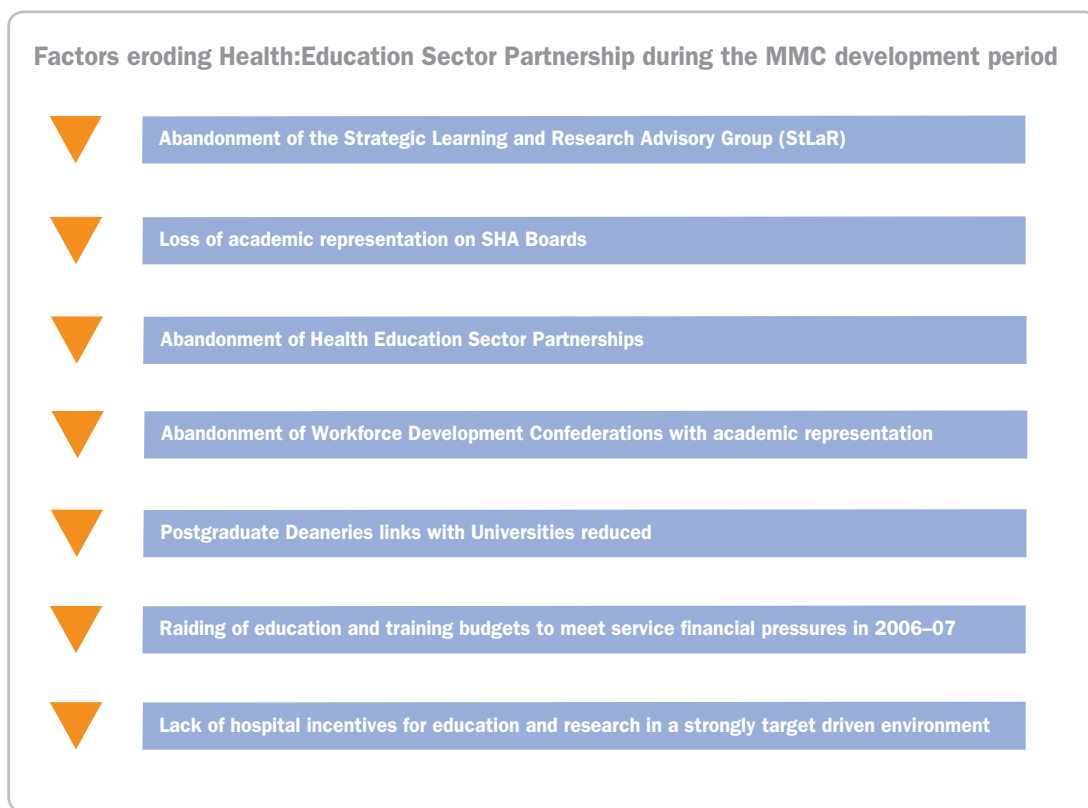 Factors eroding Health:Education Sector Partnership during the MMC development period
Abandonment of the Strategic Learning and Research Advisory Group (StLaR)
Loss of academic representation on SHA Boards
Abandonment of Health Education Sector Partnerships
Abandonment of Workforce Development Confederations with academic representation
Postgraduate Deaneries links with Universities reduced
Raiding of education and training budgets to meet service financial pressures in 2006–07
Lack of hospital incentives for education and research in a strongly target driven environment